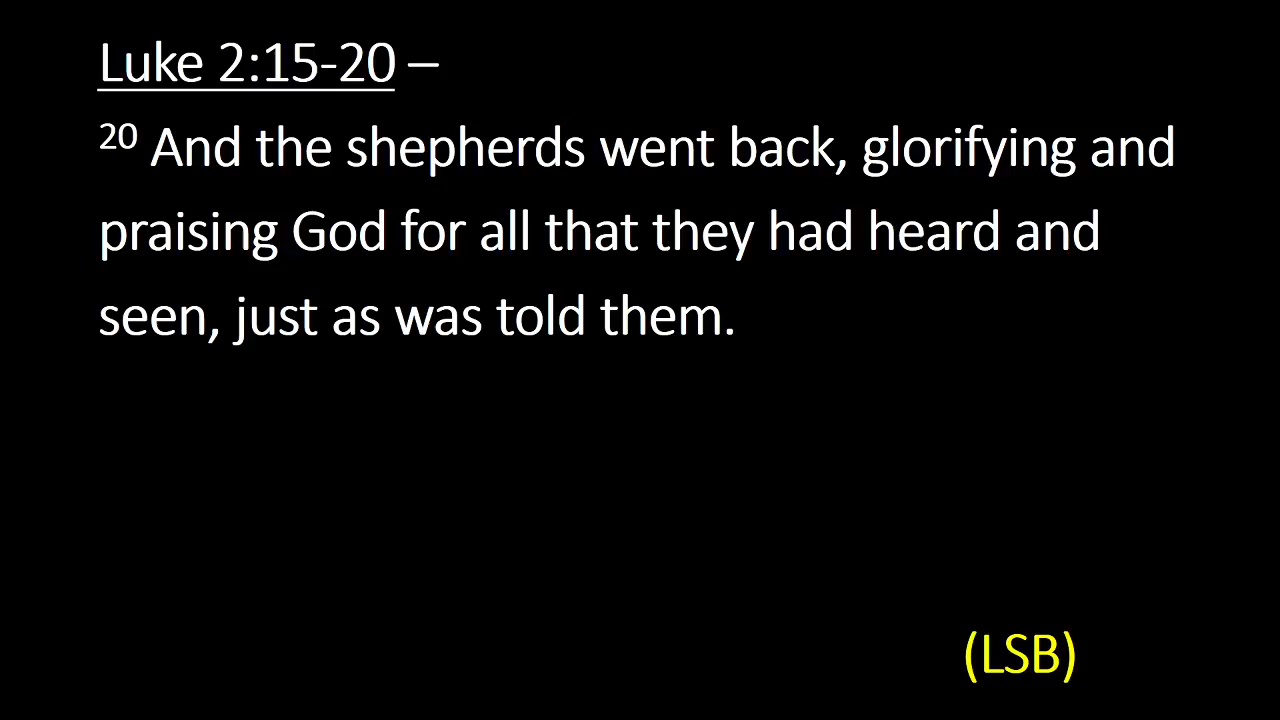 Luke 2:15-20 –
20 And the shepherds went back, glorifying and
praising God for all that they had heard and
seen, just as was told them.
(LSB)